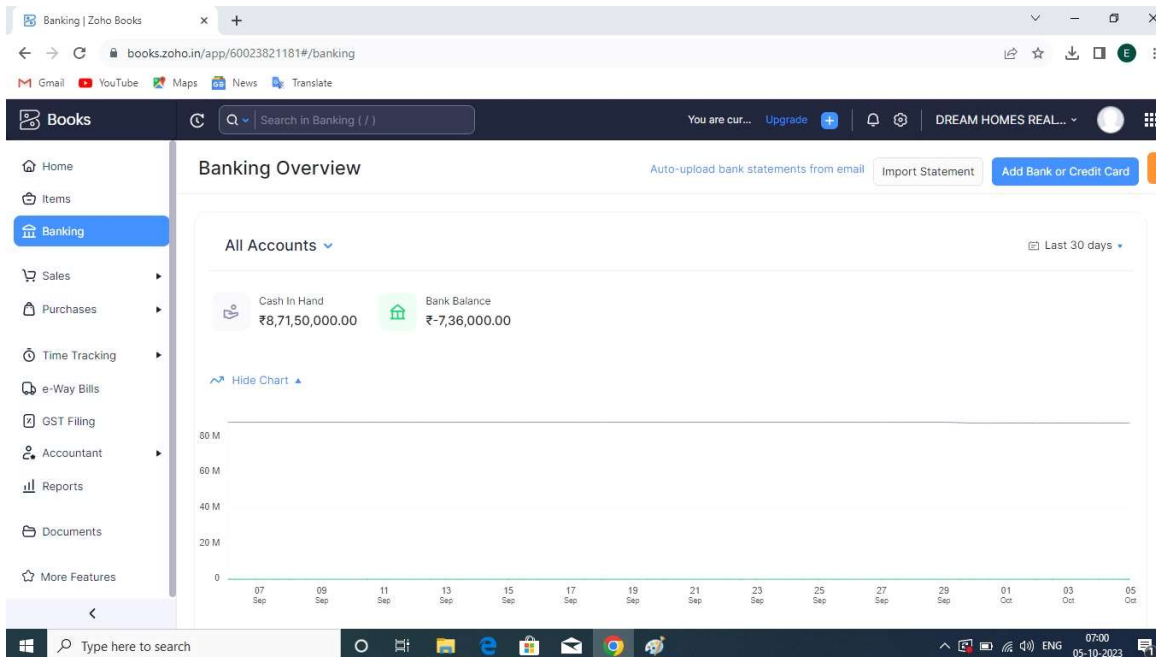 Banking | Zoho Books
books.zoho.in/app/60023821181#/banking
E
Gmail YouTube Maps News Translate
Books
Search in Banking ( / )
You are cur... Upgrade
DREAM HOMES REAL...
Home
Items
Banking
Sales
Purchases
Time Tracking
e-Way Bills
GST Filing
Accountant
Reports
Documents
More Features
Banking Overview
Auto-upload bank statements from email
Import Statement
Add Bank or Credit Card
All Accounts
Last 30 days
Cash In Hand
₹8,71,50,000.00
Bank Balance
₹-7,36,000.00
Hide Chart
80 M
60 M
40 M
20 M
0
07 09 11 13 15 17 19 21 23 25 27 29 01 03 05
Sep Sep Sep Sep Sep Sep Sep Sep Sep Sep Sep Sep Oct Oct Oct
Type here to search
ENG
07:00
05-10-2023